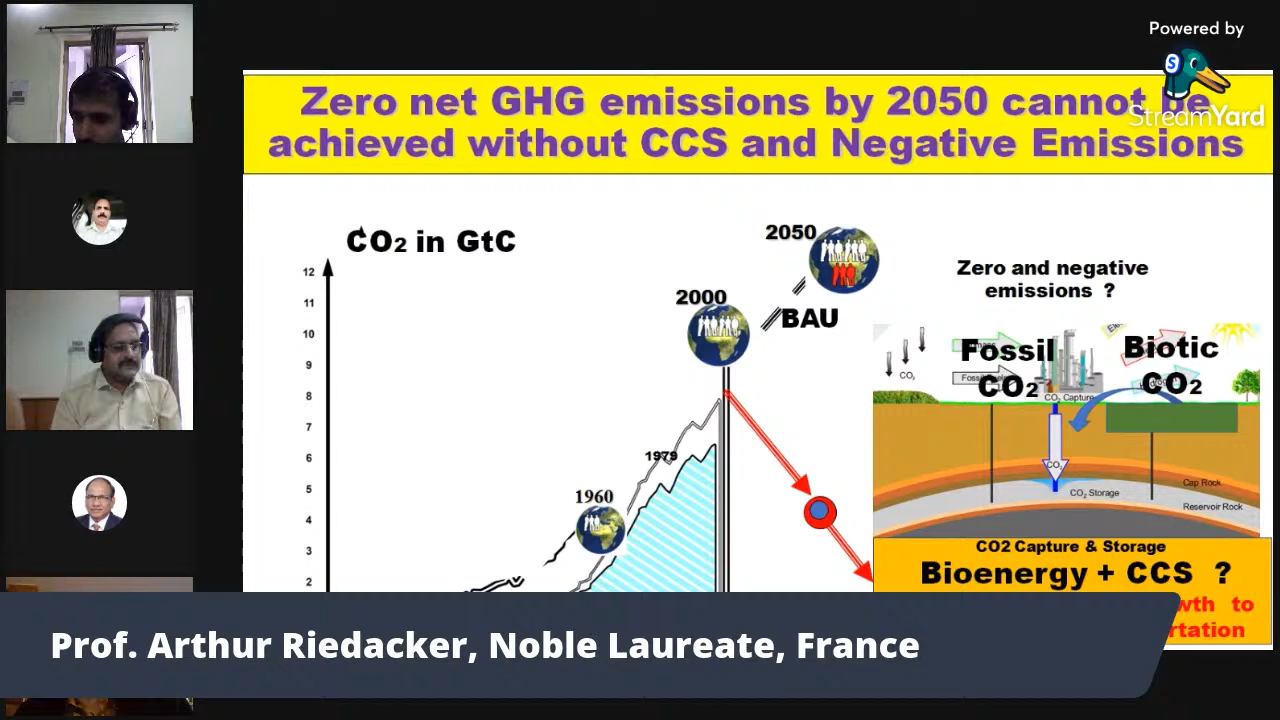 Powered by
StreamYard
Zero net GHG emissions by 2050 cannot be
achieved without CCS and Negative Emissions
CO2 in GtC
12
11
10
9
8
7
6
5
4
3
2
1960
1979
2000
2050
BAU
Zero and negative
emissions ?
Fossil
CO2
Biotic
CO2
CO2
CO2 Capture
CO2
CO2 Storage
Cap Rock
Reservoir Rock
CO2 Capture & Storage
Bioenergy + CCS ?
to
Prof. Arthur Riedacker, Noble Laureate, France